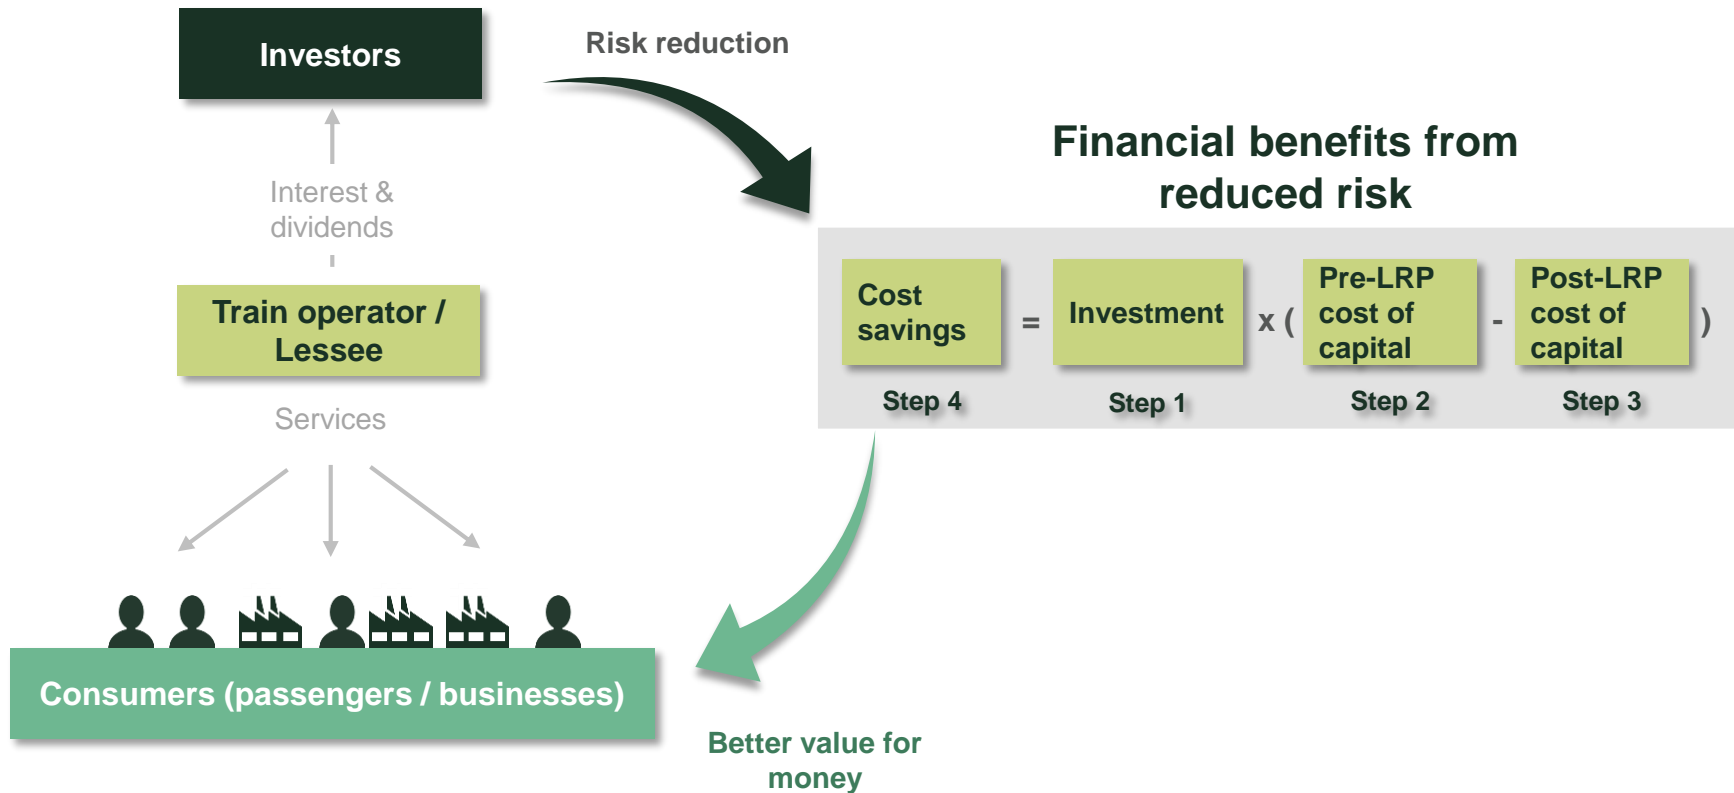 Investors
Risk reduction
Interest &
dividends
Train operator /
Lessee
Services
Consumers (passengers / businesses)
Financial benefits from
reduced risk
Cost
savings
=
Investment
x (
Pre-LRP
cost of
capital
-
Post-LRP
cost of
capital
)
Step 4
Step 1
Step 2
Step 3
Better value for
money